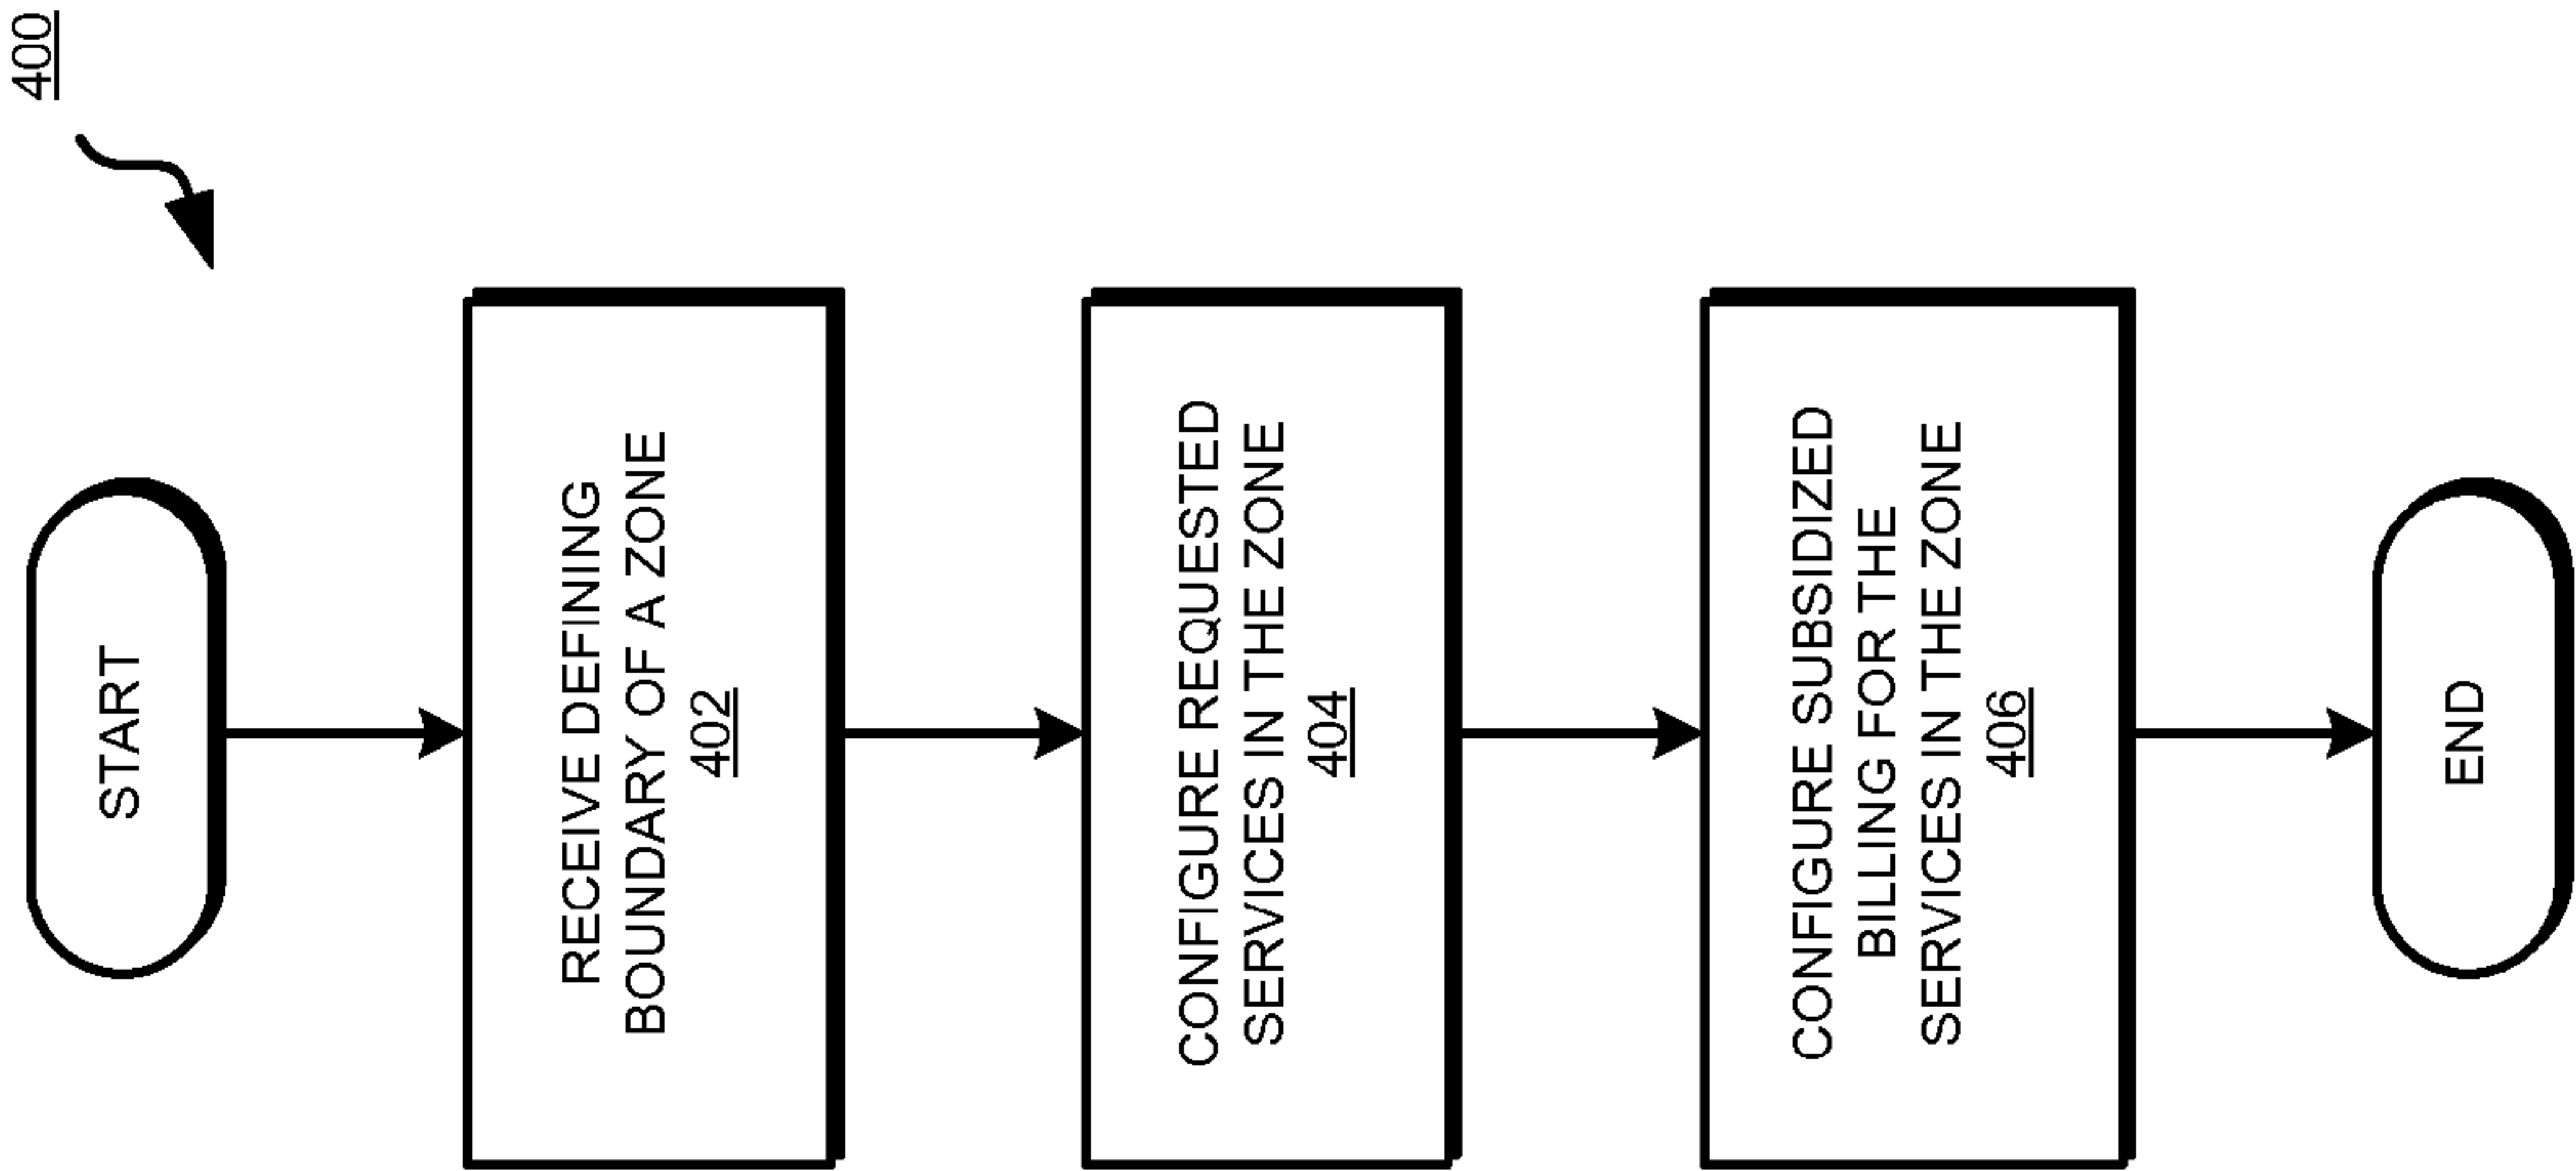 400
START
RECEIVE DEFINING
BOUNDARY OF A ZONE
402
CONFIGURE REQUESTED
SERVICES IN THE ZONE
404
CONFIGURE SUBSIDIZED
BILLING FOR THE
SERVICES IN THE ZONE
406
END